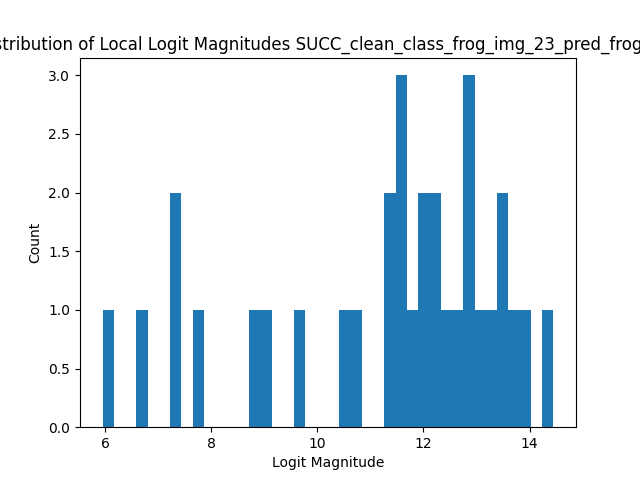 stribution of Local Logit Magnitudes SUCC_clean_class_frog_img_23_pred_frog
3.0
2.5
2.0
1.5
1.0
0.5
0.0
Count
6 8 10 12 14
Logit Magnitude